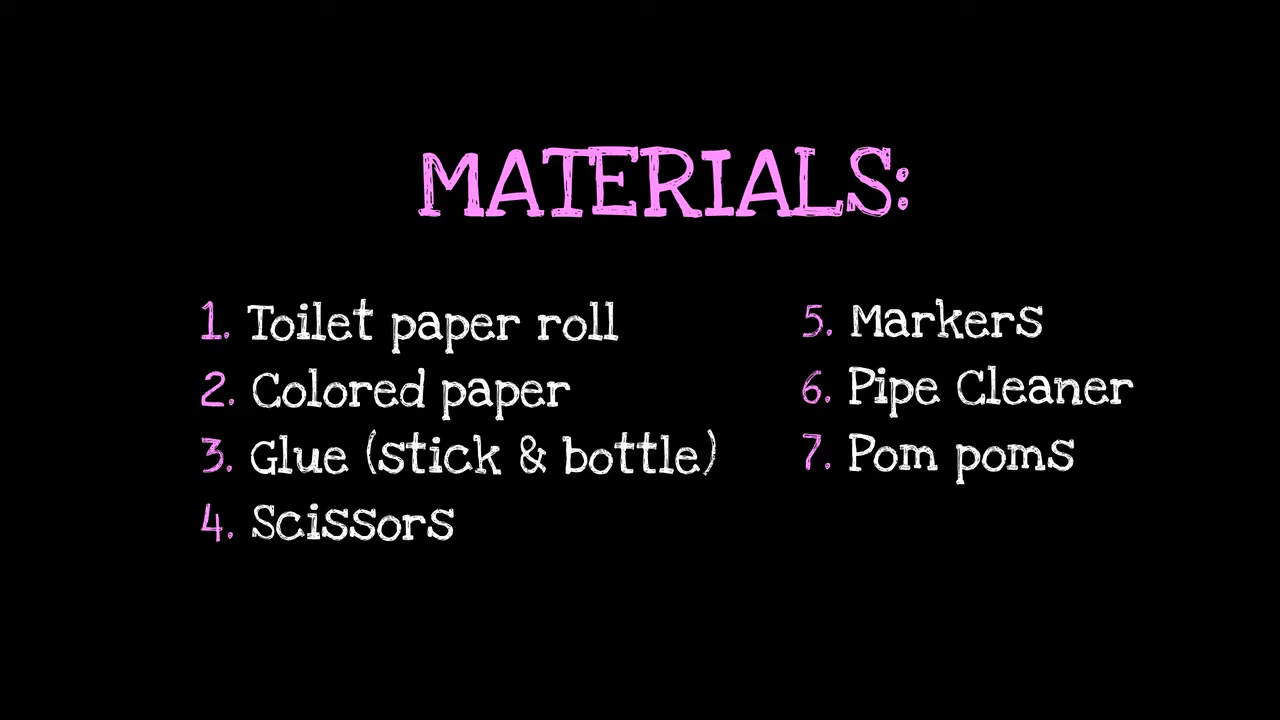 MATERIALS:
1. Toilet paper roll
2. Colored paper
3. Glue (stick & bottle)
4. Scissors
5. Markers
6. Pipe Cleaner
7. Pom poms